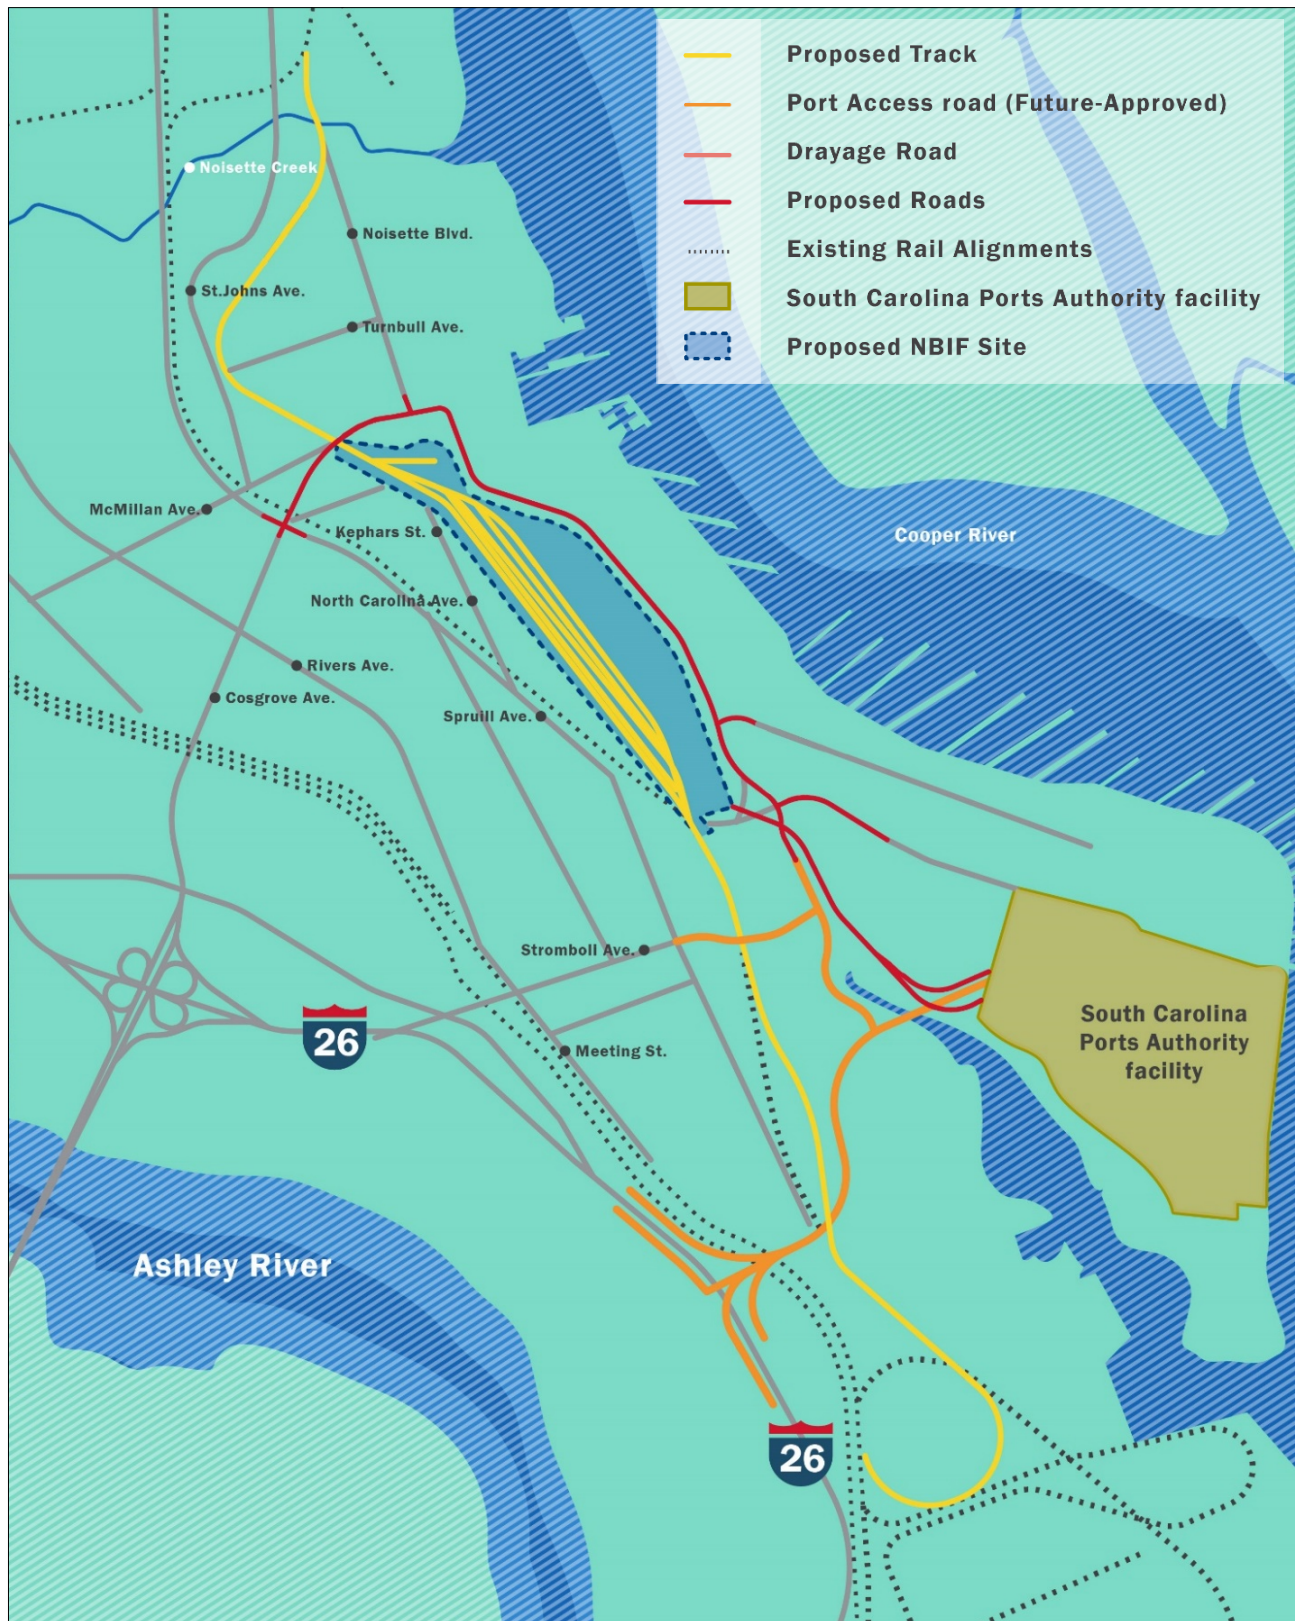 Proposed Track
Port Access road (Future-Approved)
Drayage Road
Proposed Roads
Existing Rail Alignments
South Carolina Ports Authority facility
Proposed NBIF Site
Noisette Creek
Noisette Blvd.
St.Johns Ave.
Turnbull Ave.
McMillan Ave.
Kephars St.
Cooper River
North Carolina Ave.
Rivers Ave.
Cosgrove Ave.
Spruill Ave.
Stromboll Ave.
South Carolina
Ports Authority
facility
26
Meeting St.
Ashley River
26